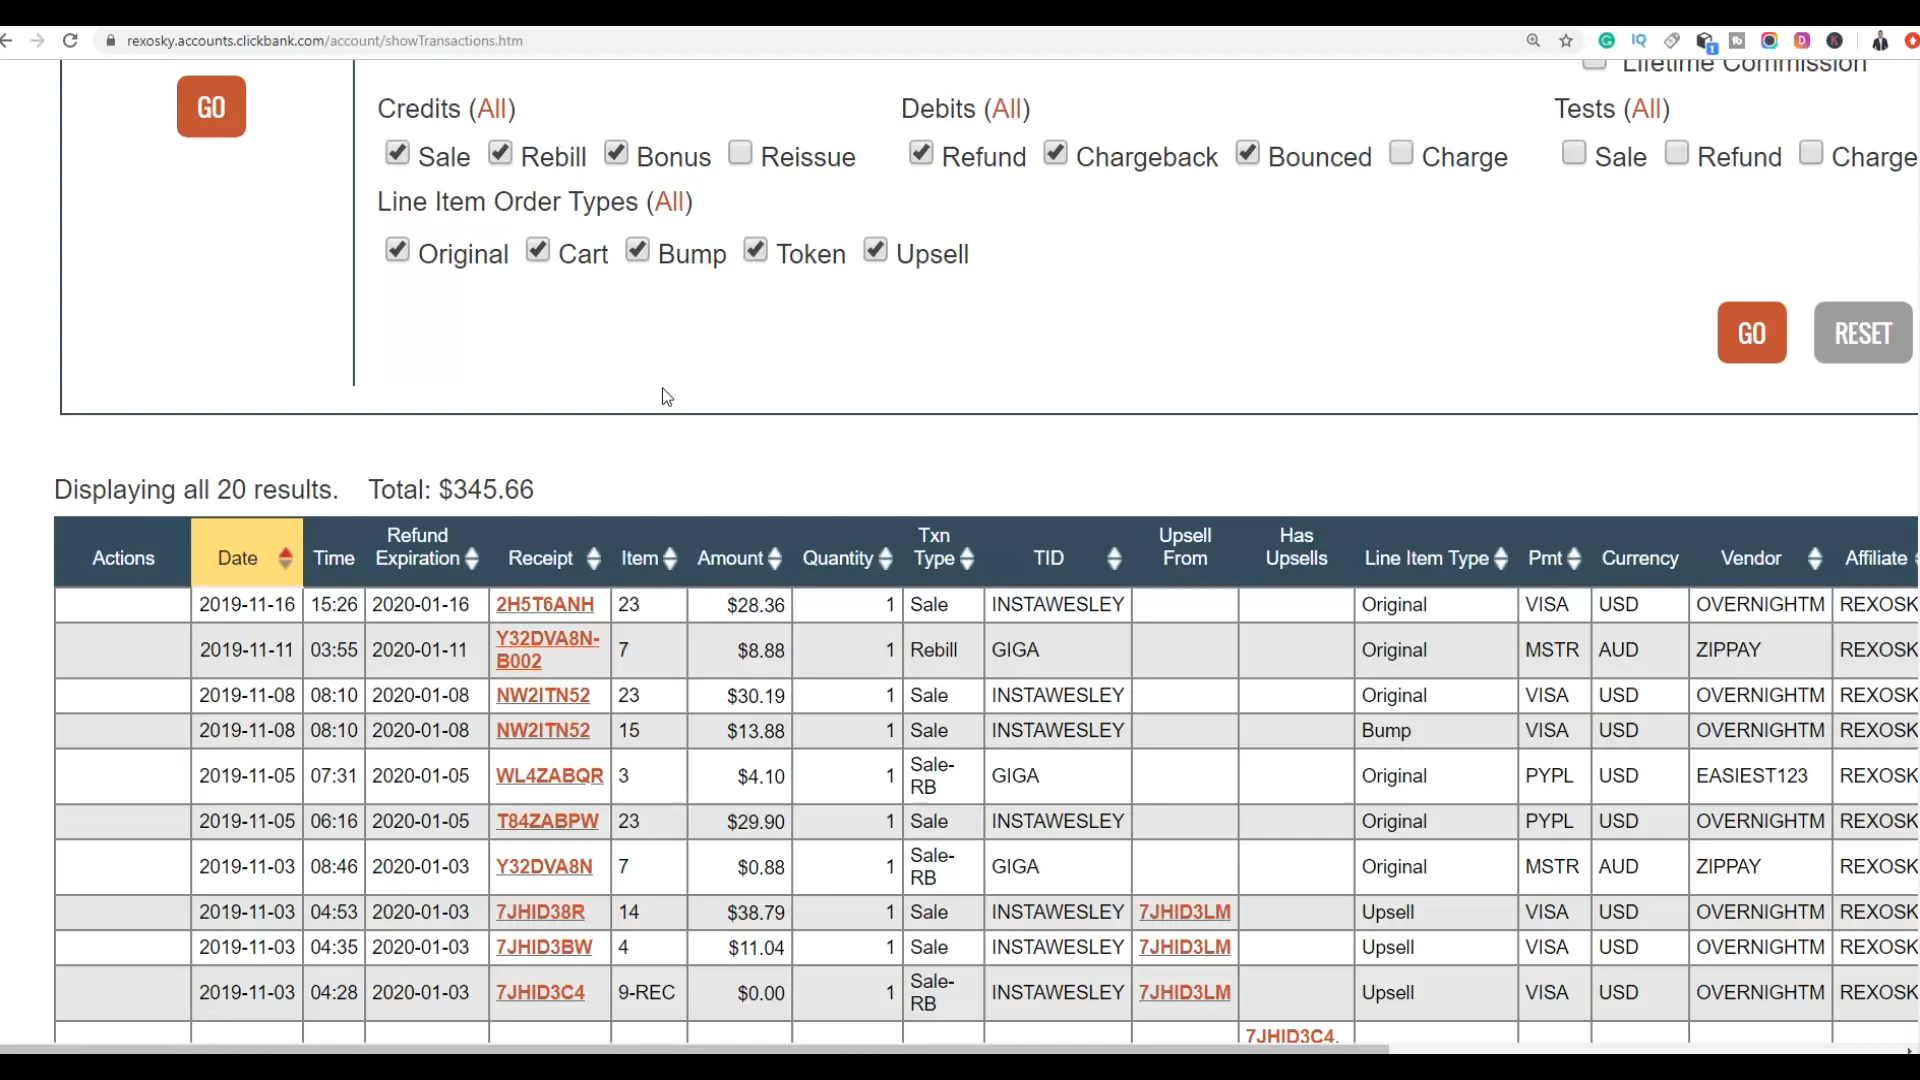 rexosky.accounts.clickbank.com/account/showTransactions.htm
Lifetime Commission
GO
Credits (All) Debits (All) Tests (All)
Sale Rebill Bonus Reissue Refund Chargeback Bounced Charge Sale Refund Charge
Line Item Order Types (All)
Original Cart Bump Token Upsell
GO RESET
Displaying all 20 results. Total: $345.66
Actions Date Time Refund Expiration Receipt Item Amount Quantity Txn Type TID Upsell From Has Upsells Line Item Type Pmt Currency Vendor Affiliate
2019-11-16 15:26 2020-01-16 2H5T6ANH 23 $28.36 1 Sale INSTAWESLEY Original VISA USD OVERNIGHTM REXOSK
2019-11-11 03:55 2020-01-11 Y32DVA8N-B002 7 $8.88 1 Rebill GIGA Original MSTR AUD ZIPPAY REXOSK
2019-11-08 08:10 2020-01-08 NW2ITN52 23 $30.19 1 Sale INSTAWESLEY Original VISA USD OVERNIGHTM REXOSK
2019-11-08 08:10 2020-01-08 NW2ITN52 15 $13.88 1 Sale INSTAWESLEY Bump VISA USD OVERNIGHTM REXOSK
2019-11-05 07:31 2020-01-05 WL4ZABQR 3 $4.10 1 Sale-RB GIGA Original PYPL USD EASIEST123 REXOSK
2019-11-05 06:16 2020-01-05 T84ZABPW 23 $29.90 1 Sale INSTAWESLEY Original PYPL USD OVERNIGHTM REXOSK
2019-11-03 08:46 2020-01-03 Y32DVA8N 7 $0.88 1 Sale-RB GIGA Original MSTR AUD ZIPPAY REXOSK
2019-11-03 04:53 2020-01-03 7JHID38R 14 $38.79 1 Sale INSTAWESLEY 7JHID3LM Upsell VISA USD OVERNIGHTM REXOSK
2019-11-03 04:35 2020-01-03 7JHID3BW 4 $11.04 1 Sale INSTAWESLEY 7JHID3LM Upsell VISA USD OVERNIGHTM REXOSK
2019-11-03 04:28 2020-01-03 7JHID3C4 9-REC $0.00 1 Sale-RB INSTAWESLEY 7JHID3LM Upsell VISA USD OVERNIGHTM REXOSK
7JHID3C4,